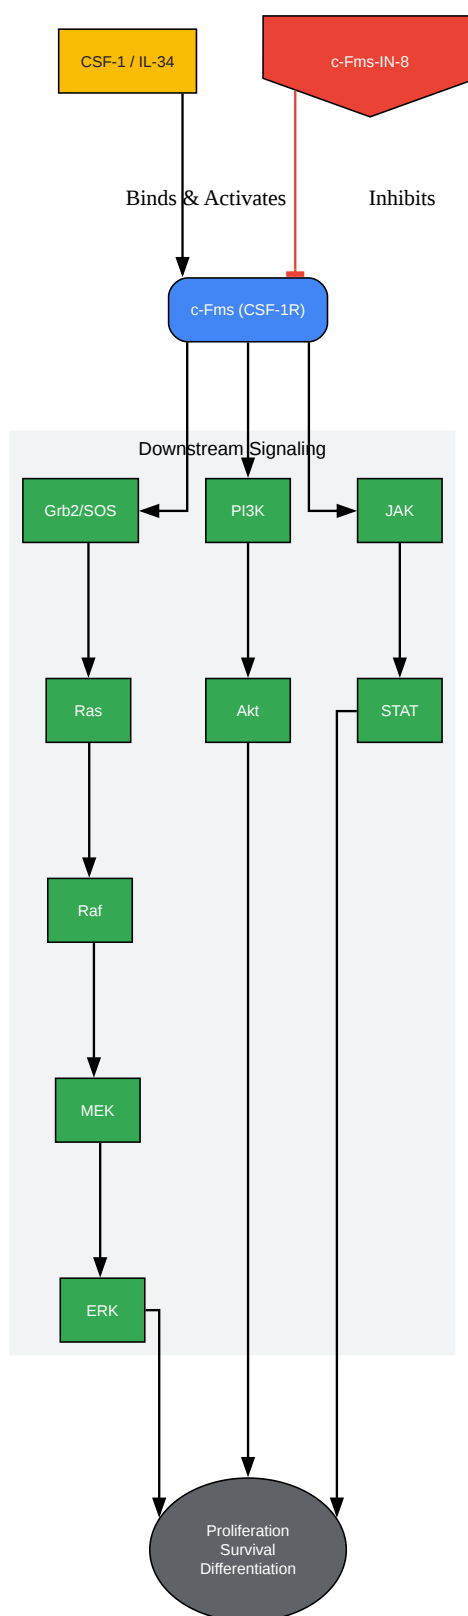 CSF-1 / IL-34
c-Fms-IN-8
Binds & Activates
Inhibits
c-Fms (CSF-1R)
Downstream Signaling
Grb2/SOS
PI3K
JAK
Ras
Akt
STAT
Raf
MEK
ERK
Proliferation
Survival
Differentiation